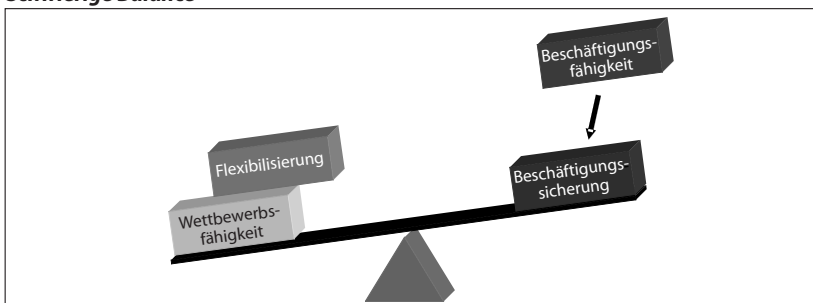 Beschäftigungs-
fähigkeit
Flexibilisierung
Beschäftigungs-
sicherung
Wettbewerbs-
fähigkeit